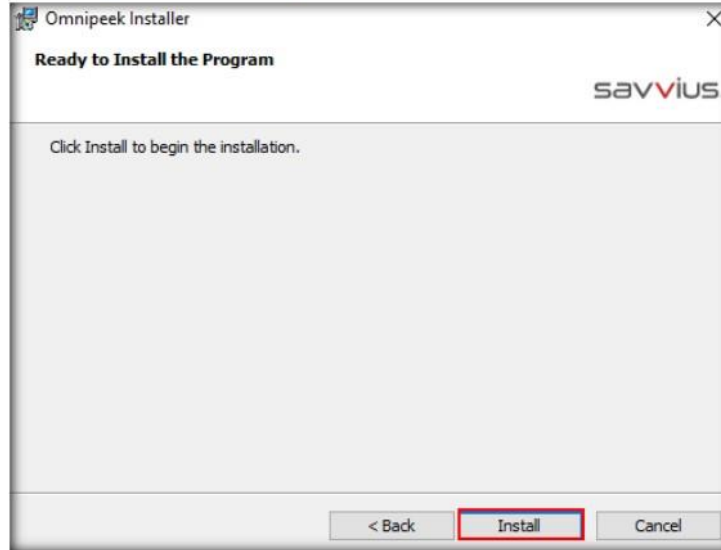 Omnipeek Installer
Ready to Install the Program
savvius
Click Install to begin the installation.
< Back Install Cancel